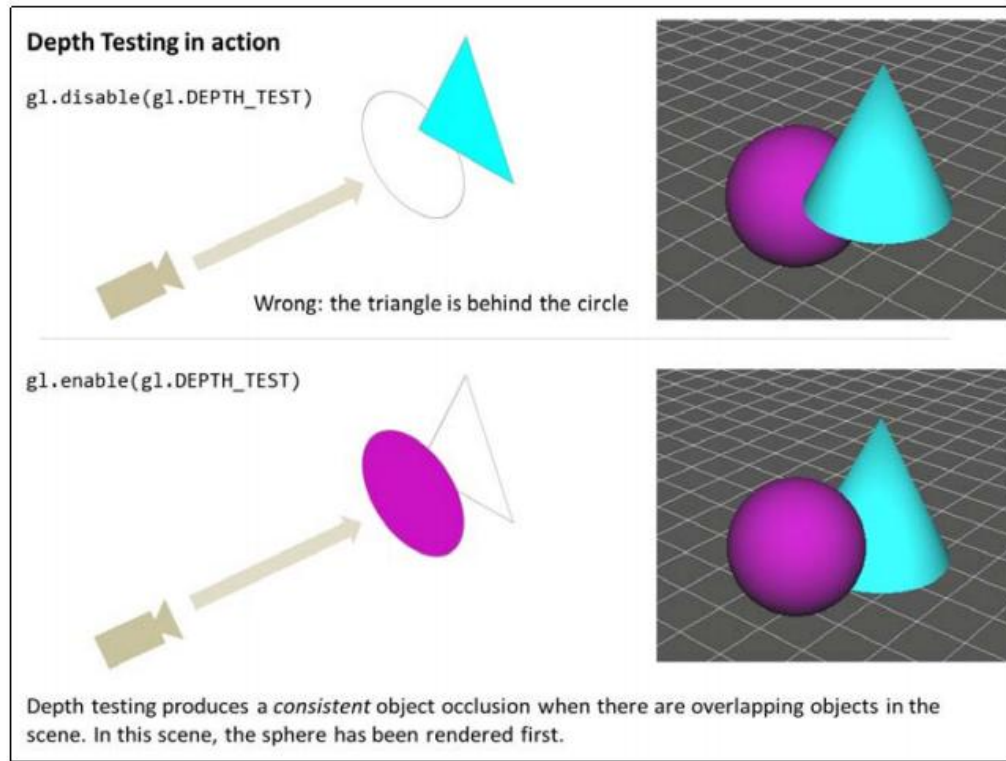 Depth Testing in action
gl.disable(gl.DEPTH_TEST)
Wrong: the triangle is behind the circle
gl.enable(gl.DEPTH_TEST)
Depth testing produces a consistent object occlusion when there are overlapping objects in the
scene. In this scene, the sphere has been rendered first.